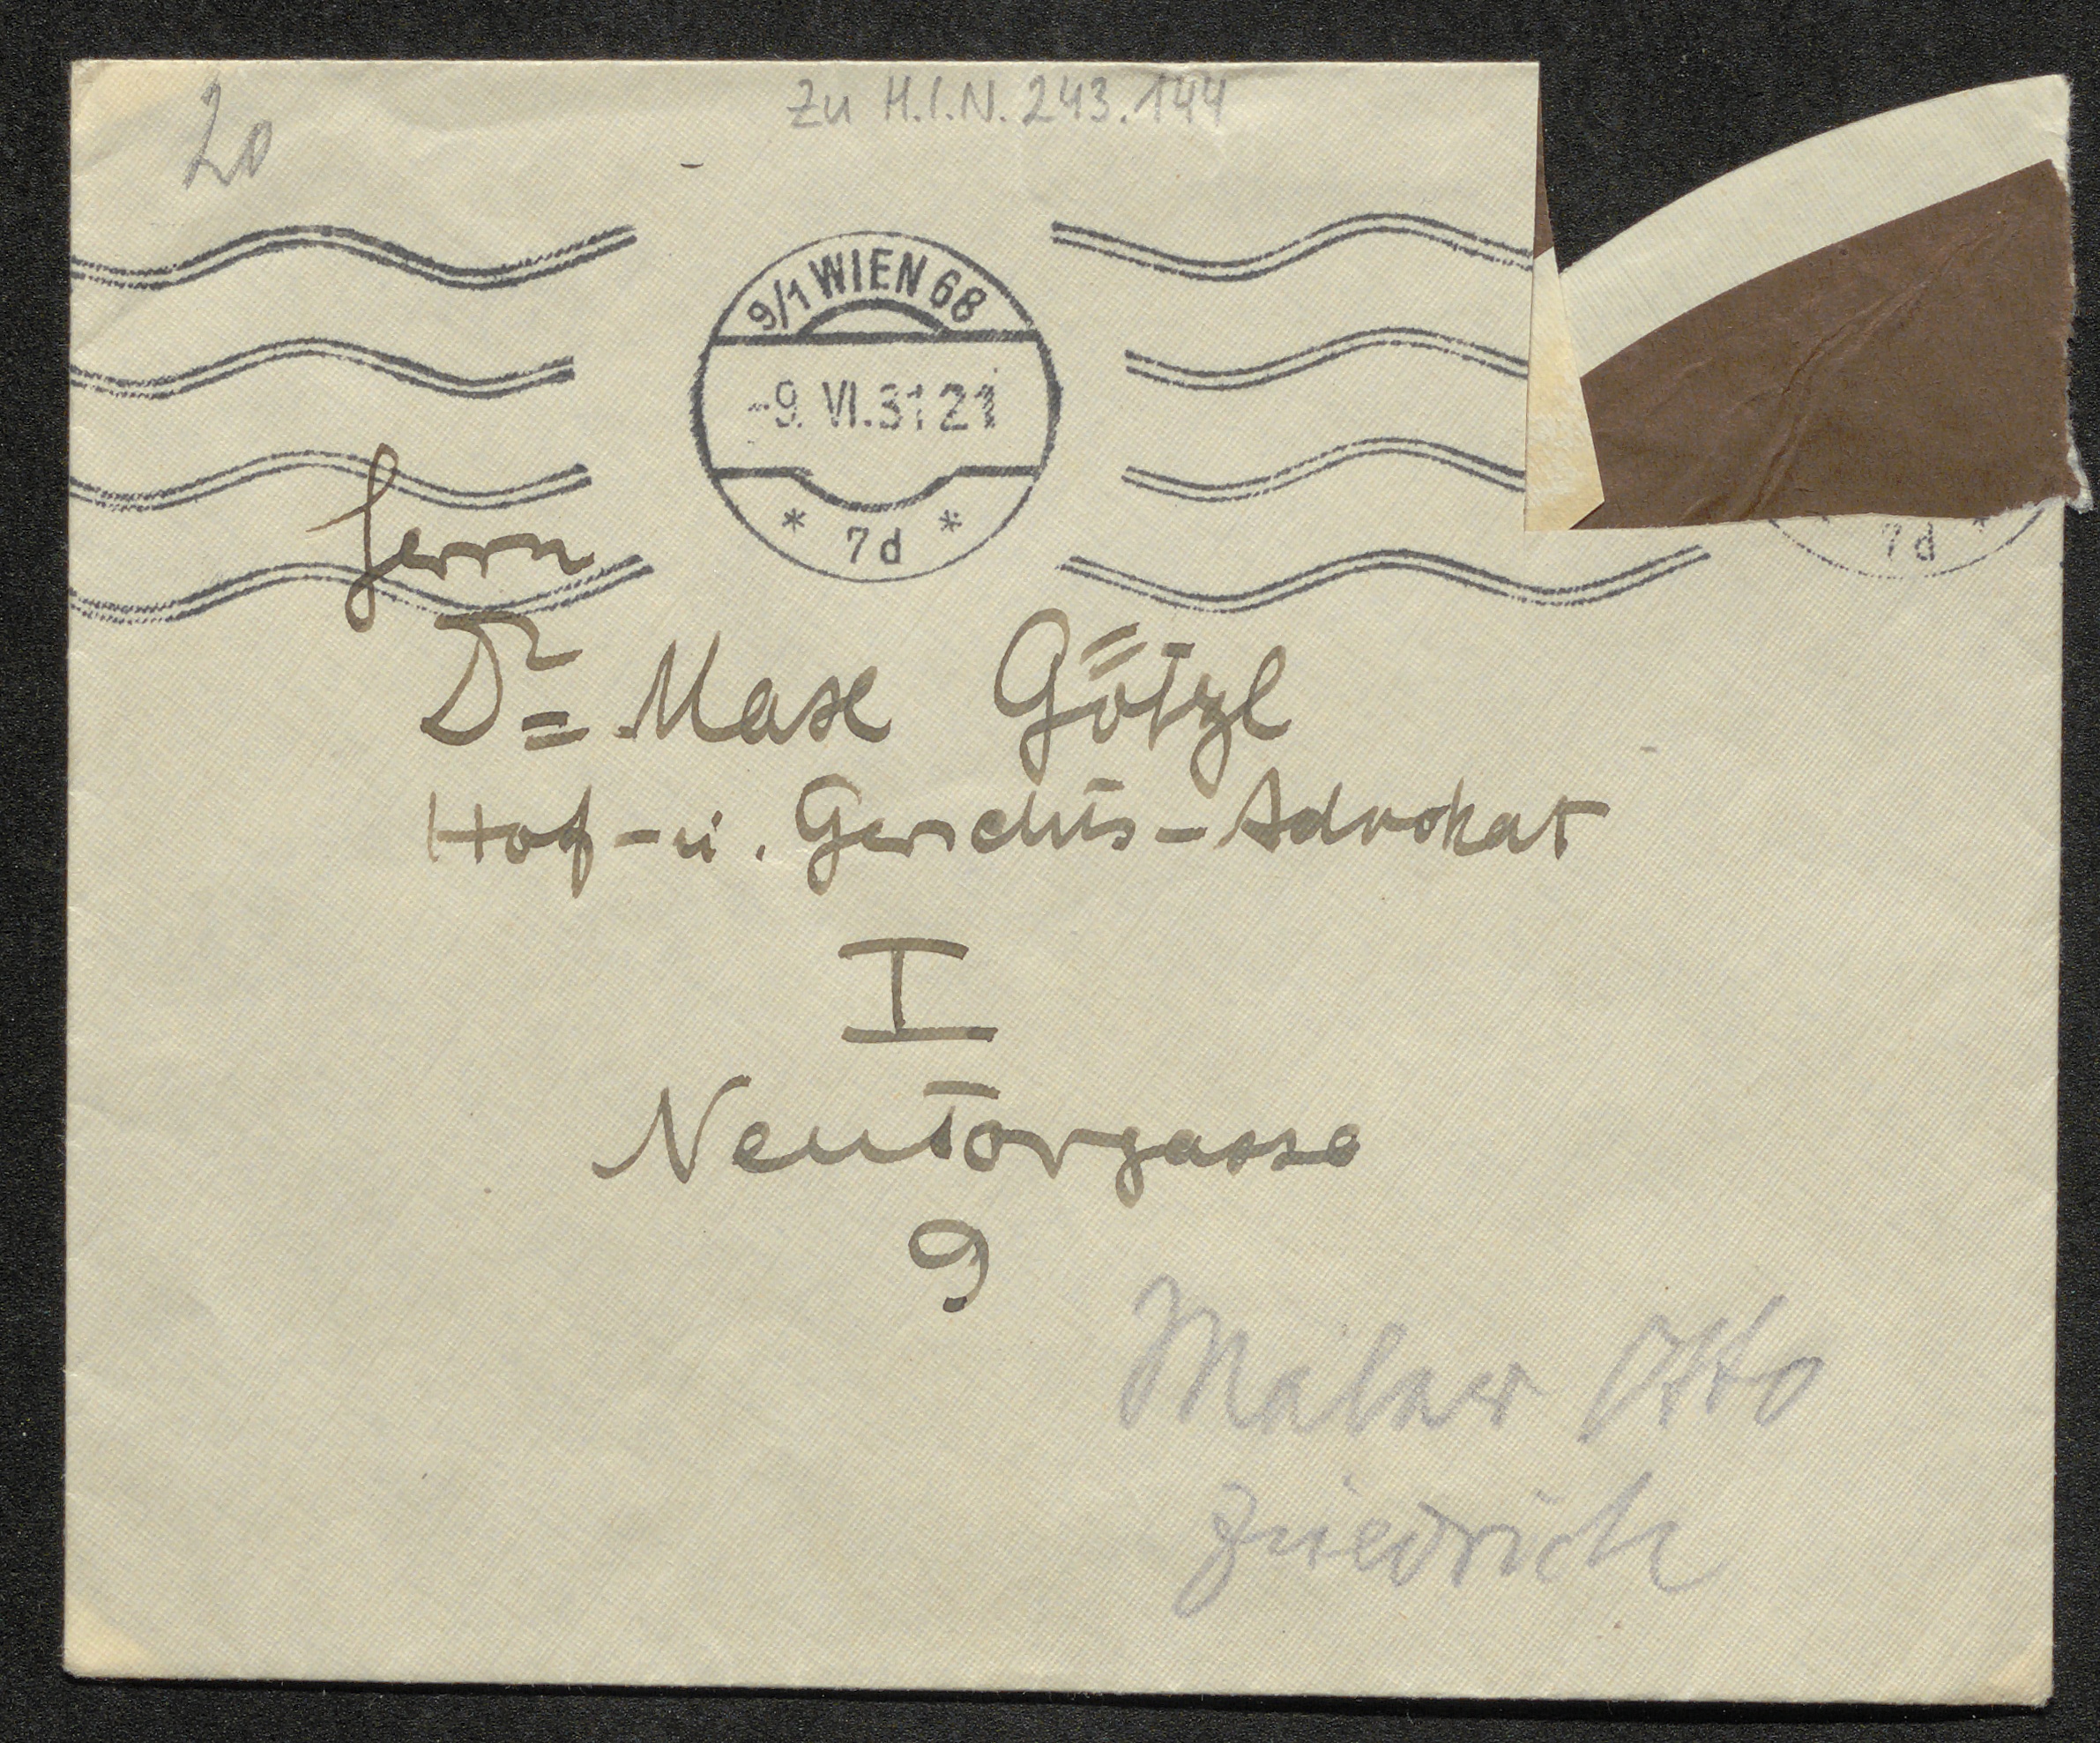 20
Zu H.I.N. 243.144
9/1 WIEN 68
-9. VI. 31 21
* 7d *
7d *
Herrn
Dr. Max Götzl
Hof- u. Gerichts-Advokat
I
Neutorgasse
9
Maler Otto
Friedrich